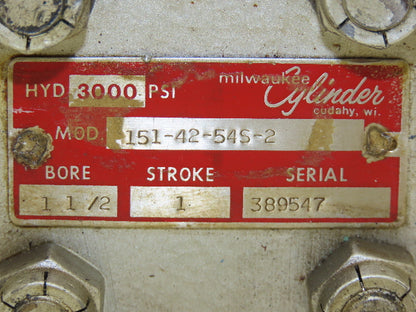 milwaukee
HYD 3000 PSI Cylinder
cudahy, wi.
MOD. 151-42-54S-2
BORE STROKE SERIAL
1 1/2 1 389547